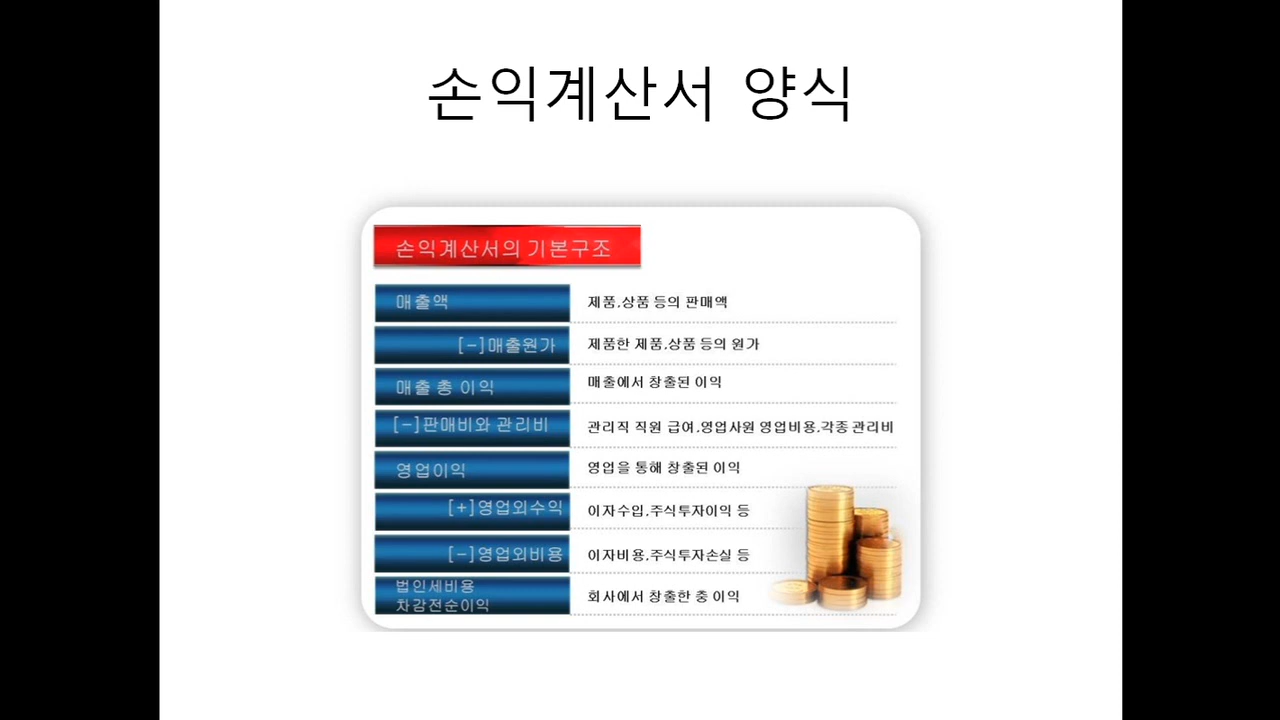 손익계산서 양식
손익계산서의 기본구조
매출액
제품,상품 등의 판매액
[-]매출원가
제품한 제품,상품 등의 원가
매출 총 이익
매출에서 창출된 이익
[-]판매비와 관리비
관리직 직원 급여,영업사원 영업비용,각종 관리비
영업이익
영업을 통해 창출된 이익
[+]영업외수익
이자수입,주식투자이익 등
[-]영업외비용
이자비용,주식투자손실 등
법인세비용
차감전순이익
회사에서 창출한 총 이익